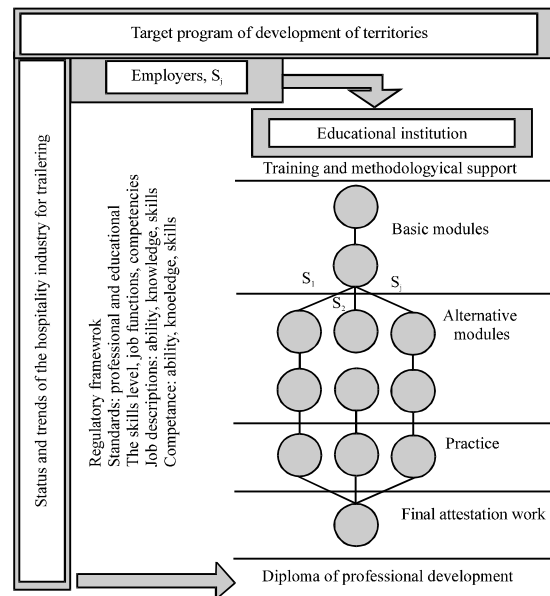 Target program of development of territories
Employers, Sj
Educational institution
Training and methodologyical support
Status and trends of the hospitality industry for trailering
Regulatory framewrok
Standards: professional and educational
The skills level, job functions, competencies
Job descriptions: ability, knowledge, skills
Competance: ability, knoeledge, skills
Basic modules
S1
S2
Sj
Alternative
modules
Practice
Final attestation work
Diploma of professional development